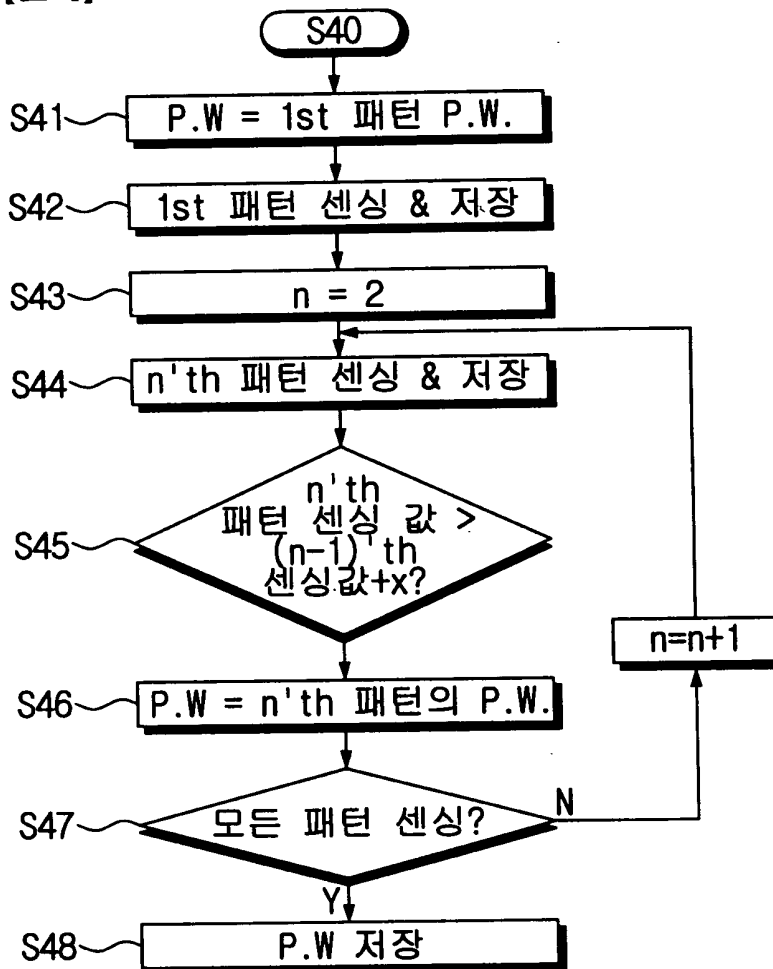 S40
S41
P.W = 1st 패턴 P.W.
S42
1st 패턴 센싱 & 저장
S43
n = 2
S44
n'th 패턴 센싱 & 저장
S45
n'th
패턴 센싱 값 >
(n-1)'th
센싱값+x?
n=n+1
S46
P.W = n'th 패턴의 P.W.
S47
모든 패턴 센싱?
N
Y
S48
P.W 저장